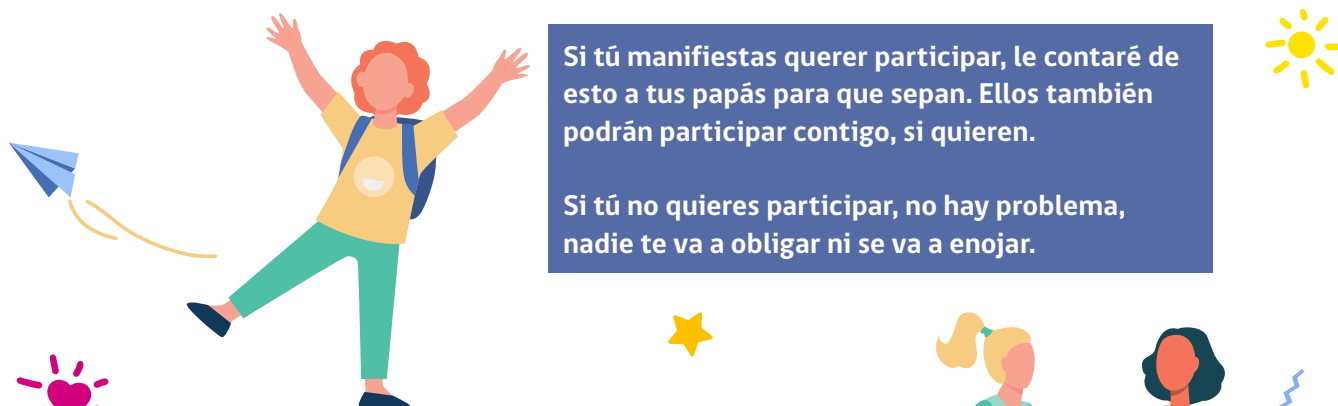 Si tú manifiestas querer participar, le contaré de
esto a tus papás para que sepan. Ellos también
podrán participar contigo, si quieren.
Si tú no quieres participar, no hay problema,
nadie te va a obligar ni se va a enojar.